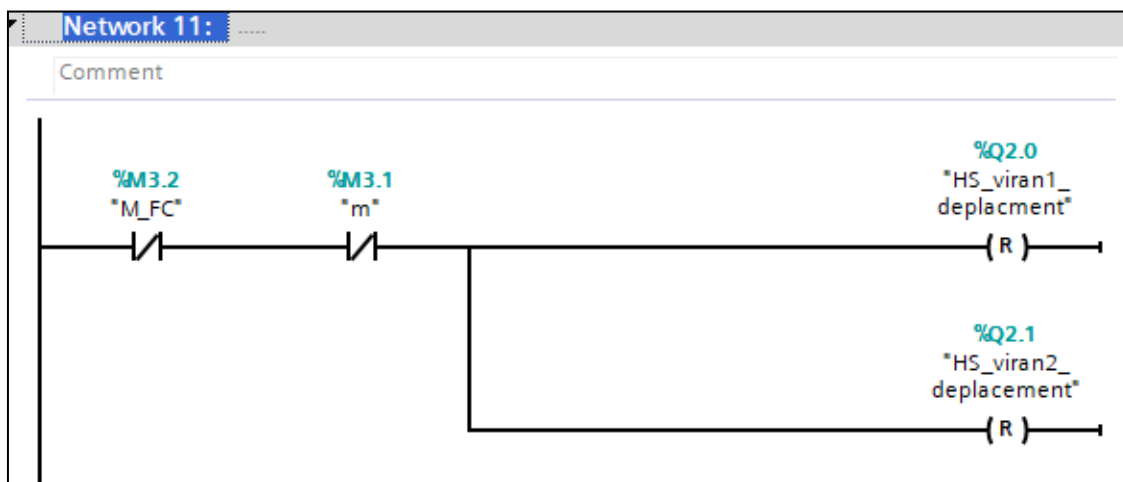 Network 11: .....
Comment
%M3.2
"M_FC"
%M3.1
"m"
%Q2.0
"HS_viran1_
deplacment"
( R )
%Q2.1
"HS_viran2_
deplacement"
( R )